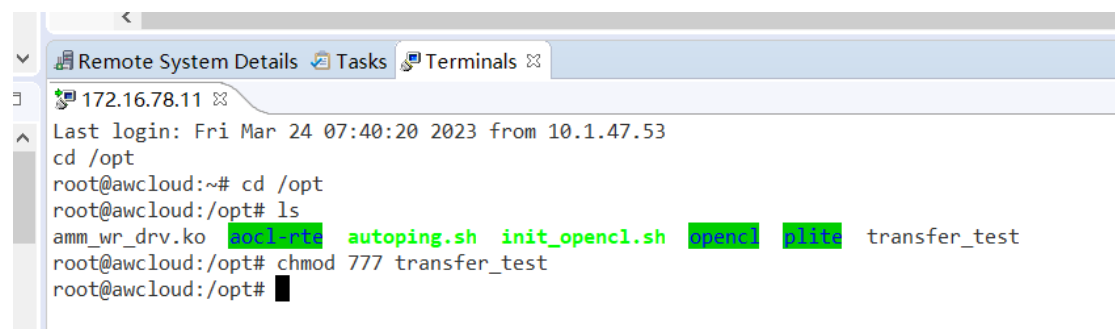 Remote System Details Tasks Terminals
172.16.78.11
Last login: Fri Mar 24 07:40:20 2023 from 10.1.47.53
cd /opt
root@awcloud:~# cd /opt
root@awcloud:/opt# ls
amm_wr_drv.ko aocl-rte autoping.sh init_opencl.sh opencl plite transfer_test
root@awcloud:/opt# chmod 777 transfer_test
root@awcloud:/opt#